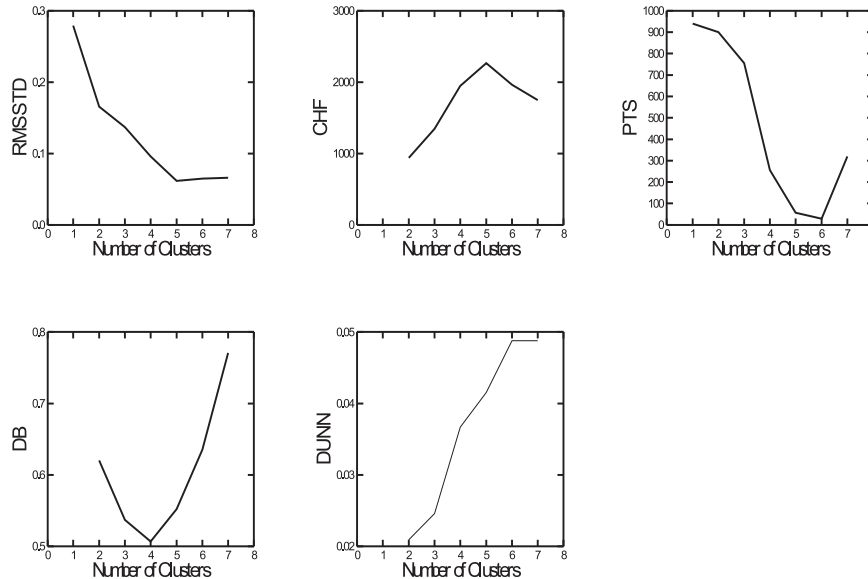 RMSSTD
0.3
0.2
0.1
0.0
0 1 2 3 4 5 6 7 8
Number of Clusters
CHF
3000
2000
1000
0
0 1 2 3 4 5 6 7 8
Number of Clusters
PTS
1000
900
800
700
600
500
400
300
200
100
0
0 1 2 3 4 5 6 7
Number of Clusters
DB
0.8
0.7
0.6
0.5
0 1 2 3 4 5 6 7 8
Number of Clusters
DUNN
0.05
0.04
0.03
0.02
0 1 2 3 4 5 6 7 8
Number of Clusters